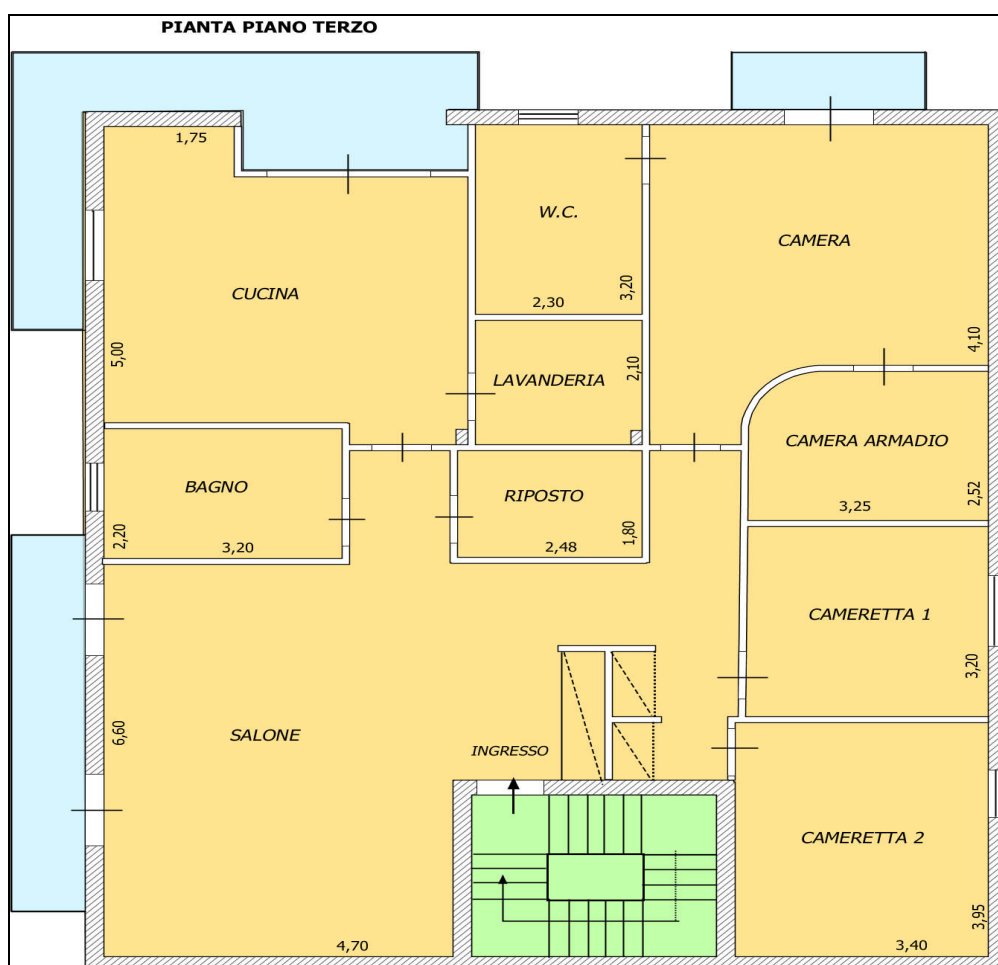 PIANTA PIANO TERZO
1,75
W.C.
CAMERA
CUCINA
2,30
3,20
5,00
4,10
LAVANDERIA
2,10
CAMERA ARMADIO
BAGNO
RIPOSTO
3,25
2,52
2,20
3,20
2,48
1,80
CAMERETTA 1
3,20
6,60
SALONE
INGRESSO
CAMERETTA 2
4,70
3,40
3,95